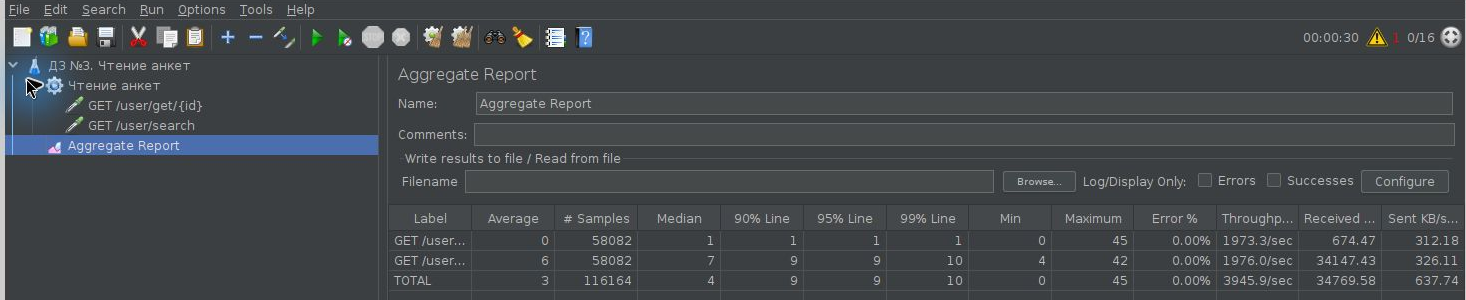 File Edit Search Run Options Tools Help
STOP 00:00:30 1 0/16
ДЗ №3. Чтение анкет
Чтение анкет
GET /user/get/{id}
GET /user/search
Aggregate Report
Aggregate Report
Name: Aggregate Report
Comments:
Write results to file / Read from file
Filename Browse... Log/Display Only: Errors Successes Configure
Label Average # Samples Median 90% Line 95% Line 99% Line Min Maximum Error % Throughp... Received ... Sent KB/s...
GET /user... 0 58082 1 1 1 1 0 45 0.00% 1973.3/sec 674.47 312.18
GET /user... 6 58082 7 9 9 10 4 42 0.00% 1976.0/sec 34147.43 326.11
TOTAL 3 116164 4 9 9 10 0 45 0.00% 3945.9/sec 34769.58 637.74